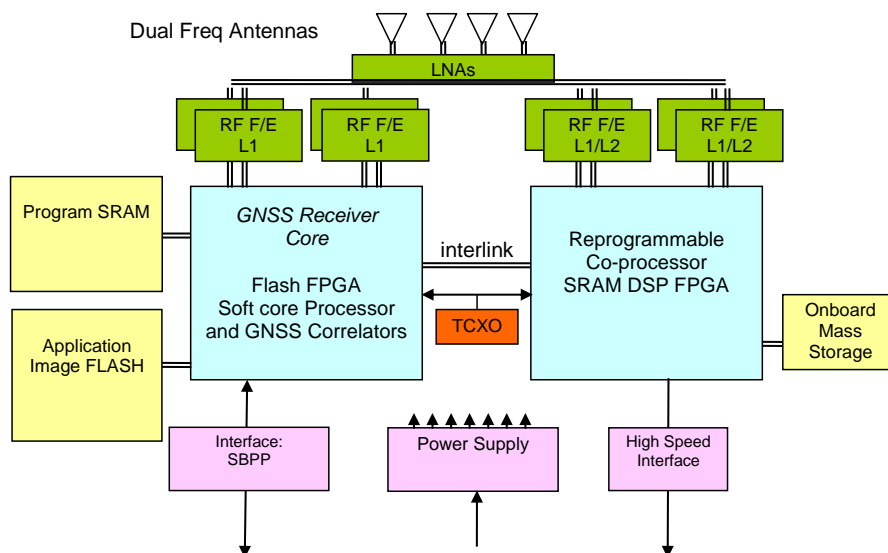 Dual Freq Antennas
LNAs
RF F/E
L1
RF F/E
L1
RF F/E
L1/L2
RF F/E
L1/L2
Program SRAM
GNSS Receiver
Core
Flash FPGA
Soft core Processor
and GNSS Correlators
interlink
TCXO
Reprogrammable
Co-processor
SRAM DSP FPGA
Onboard
Mass
Storage
Application
Image FLASH
Interface:
SBPP
Power Supply
High Speed
Interface